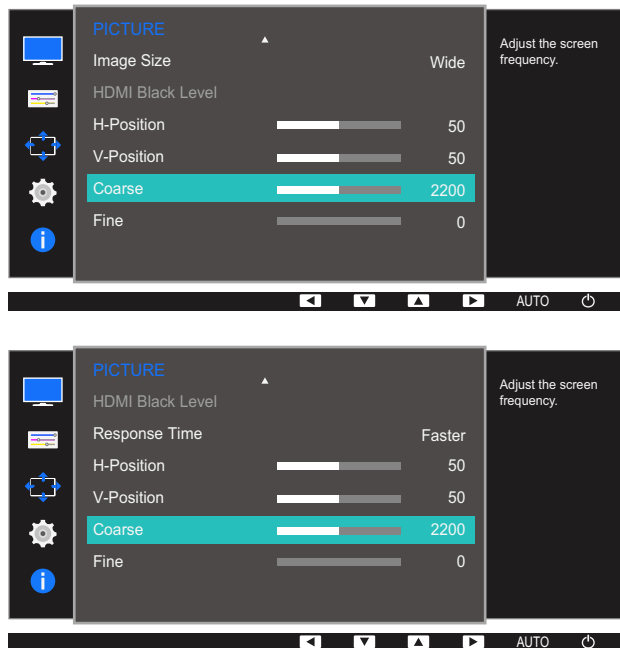 PICTURE
Image Size Wide
HDMI Black Level
H-Position 50
V-Position 50
Coarse 2200
Fine 0
Adjust the screen
frequency.
AUTO
PICTURE
HDMI Black Level
Response Time Faster
H-Position 50
V-Position 50
Coarse 2200
Fine 0
Adjust the screen
frequency.
AUTO